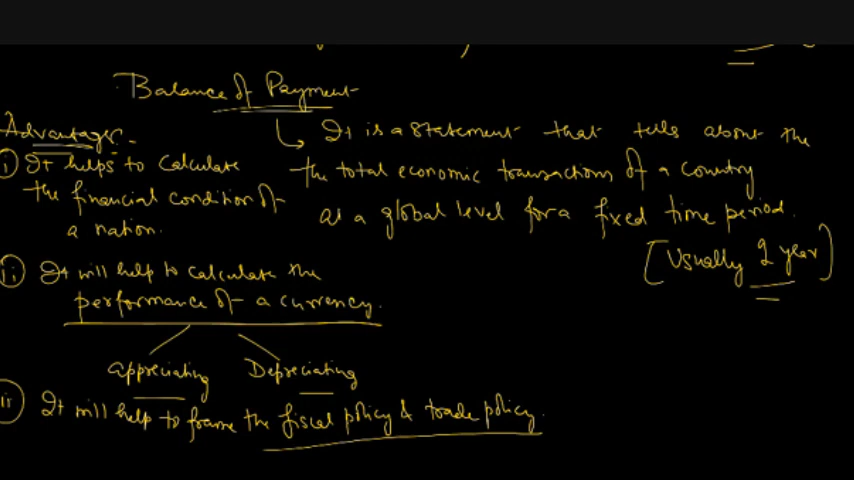 Balance of Payment
It is a statement that tells about the
the total economic transactions of a country
at a global level for a fixed time period.
[Usually 1 year]
Advantages:-
i) It helps to calculate
the financial condition of
a nation.
ii) It will help to calculate the
performance of a currency.
Appreciating Depreciating
It will help to frame the fiscal policy & trade policy.